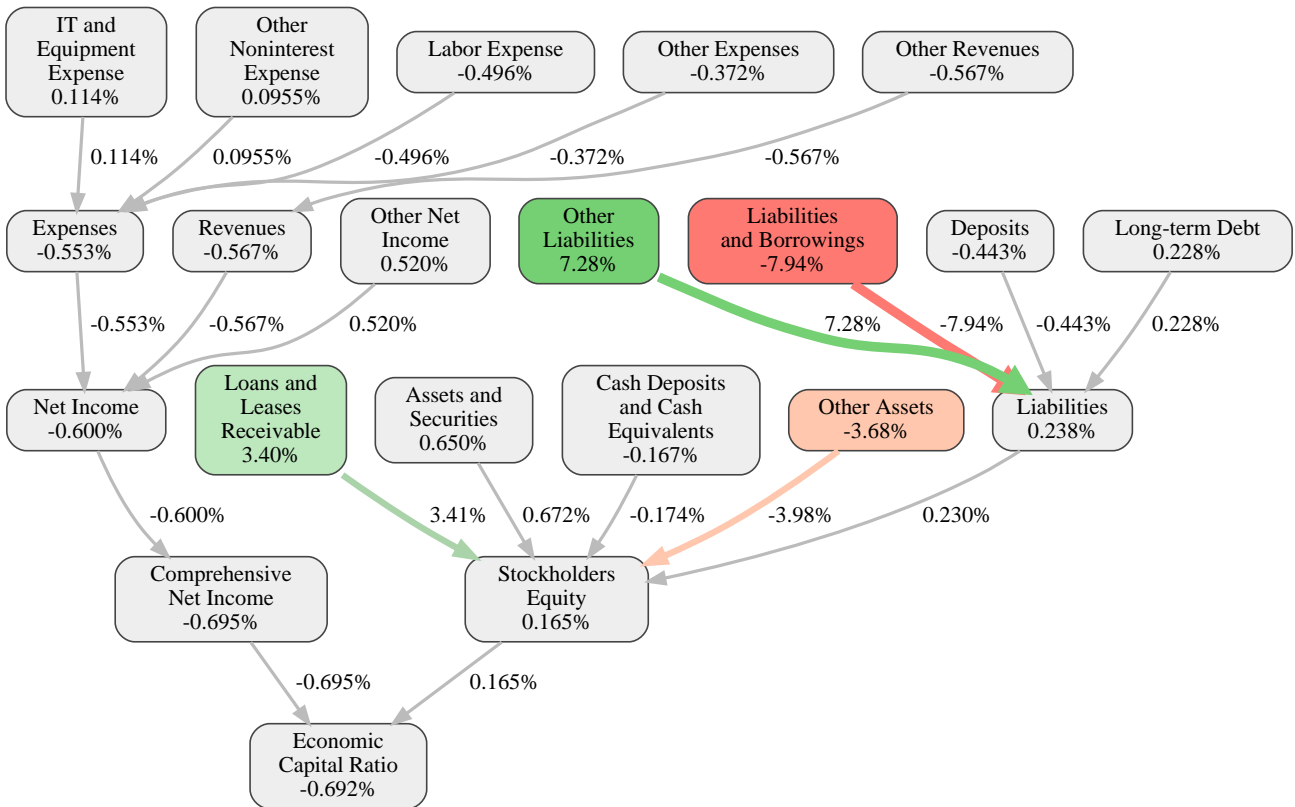 IT and
Equipment
Expense
0.114%
Other
Noninterest
Expense
0.0955%
Labor Expense
-0.496%
Other Expenses
-0.372%
Other Revenues
-0.567%
0.114%
0.0955%
-0.496%
-0.372%
-0.567%
Expenses
-0.553%
Revenues
-0.567%
Other Net
Income
0.520%
Other
Liabilities
7.28%
Liabilities
and Borrowings
-7.94%
Deposits
-0.443%
Long-term Debt
0.228%
-0.553%
-0.567%
0.520%
7.28%
-7.94%
-0.443%
0.228%
Net Income
-0.600%
Loans and
Leases
Receivable
3.40%
Assets and
Securities
0.650%
Cash Deposits
and Cash
Equivalents
-0.167%
Other Assets
-3.68%
Liabilities
0.238%
-0.600%
3.41%
0.672%
-0.174%
-3.98%
0.230%
Comprehensive
Net Income
-0.695%
Stockholders
Equity
0.165%
-0.695%
0.165%
Economic
Capital Ratio
-0.692%